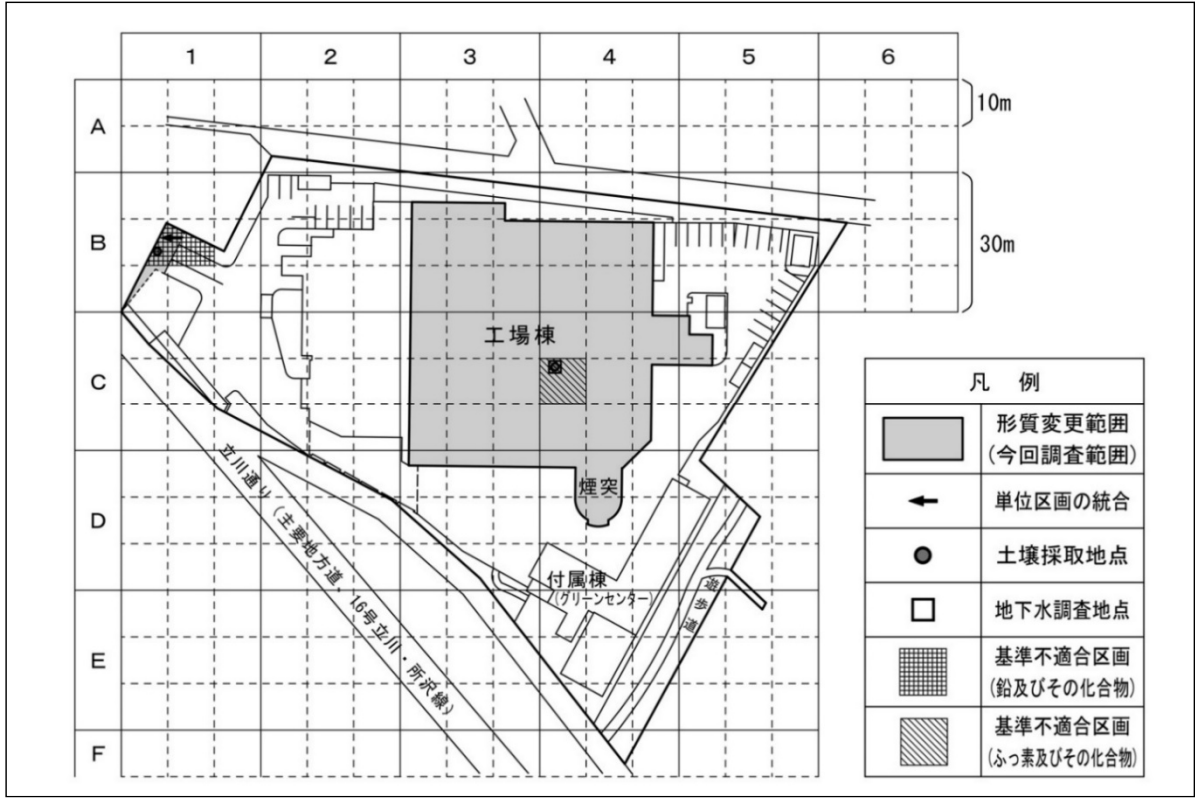 1 2 3 4 5 6
A
10m
B
30m
工場棟
C
煙突
D
立川通り(主要地方道・16号立川・所沢線)
付属棟
(グリーンセンター)
遊歩道
E
F
凡 例
形質変更範囲
(今回調査範囲)
単位区画の統合
土壌採取地点
地下水調査地点
基準不適合区画
(鉛及びその化合物)
基準不適合区画
(ふっ素及びその化合物)